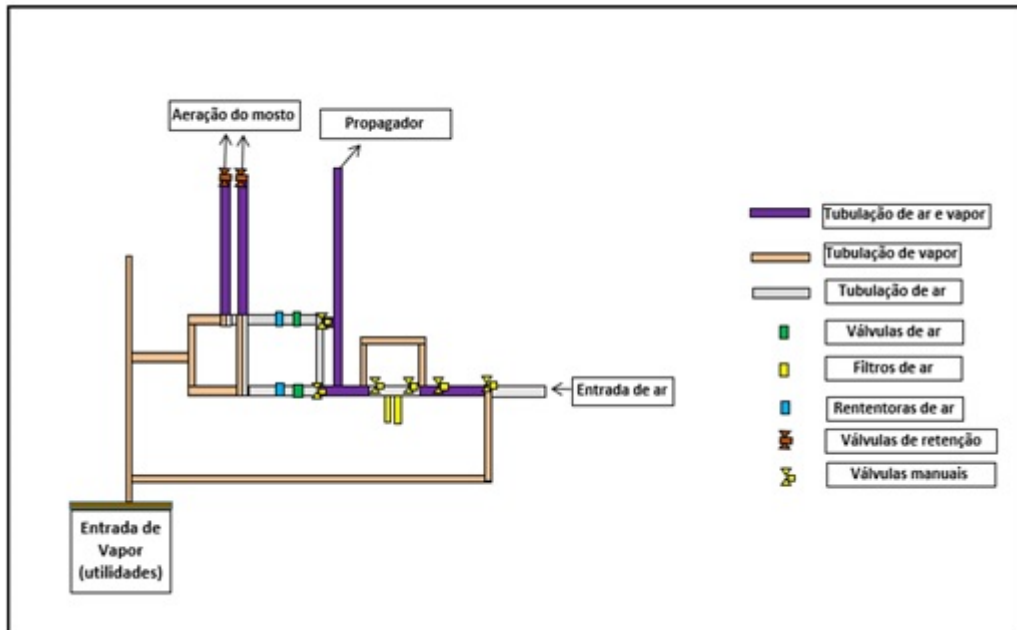 Aeração do mosto
Propagador
Tubulação de ar e vapor
Tubulação de vapor
Tubulação de ar
Válvulas de ar
Filtros de ar
Entrada de ar
Rententoras de ar
Válvulas de retenção
Válvulas manuais
Entrada de
Vapor
(utilidades)